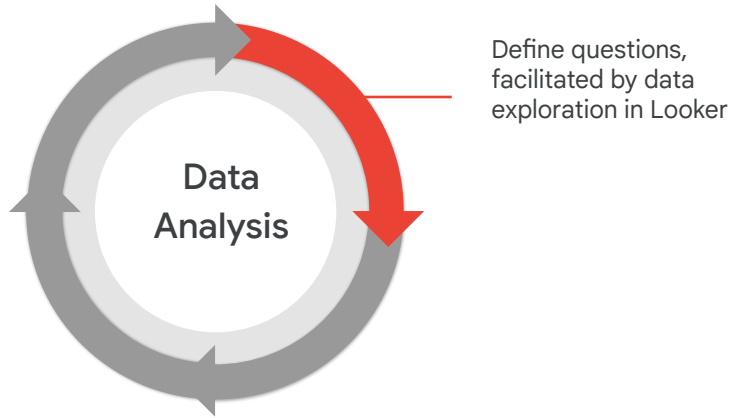 Data
Analysis
Define questions,
facilitated by data
exploration in Looker